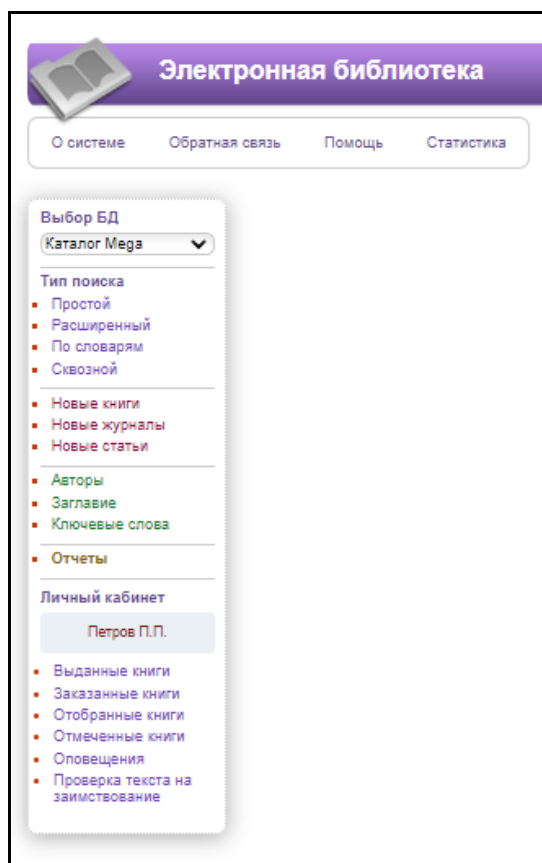 Электронная библиотека
О системе Обратная связь Помощь Статистика
Выбор БД
Каталог Mega
Тип поиска
Простой
Расширенный
По словарям
Сквозной
Новые книги
Новые журналы
Новые статьи
Авторы
Заглавие
Ключевые слова
Отчеты
Личный кабинет
Петров П.П.
Выданные книги
Заказанные книги
Отобранные книги
Отмеченные книги
Оповещения
Проверка текста на
заимствование